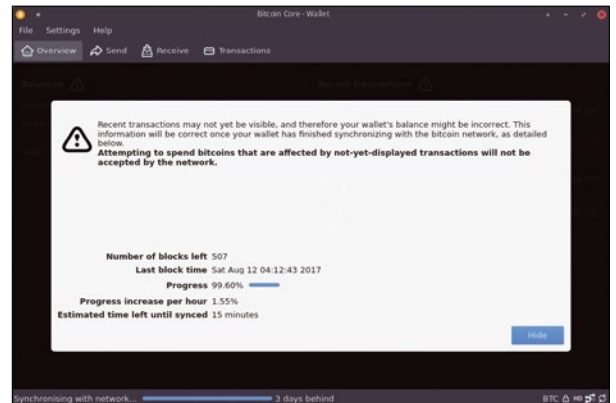 Bitcoin Core - Wallet
File Settings Help
Overview Send Receive Transactions
Balances Recent transactions
Recent transactions may not yet be visible, and therefore your wallet's balance might be incorrect. This
information will be correct once your wallet has finished synchronizing with the bitcoin network, as detailed
below.
Attempting to spend bitcoins that are affected by not-yet-displayed transactions will not be
accepted by the network.
Number of blocks left 507
Last block time Sat Aug 12 04:12:43 2017
Progress 99.60%
Progress increase per hour 1.55%
Estimated time left until synced 15 minutes
Hide
Synchronising with network... 3 days behind BTC HD